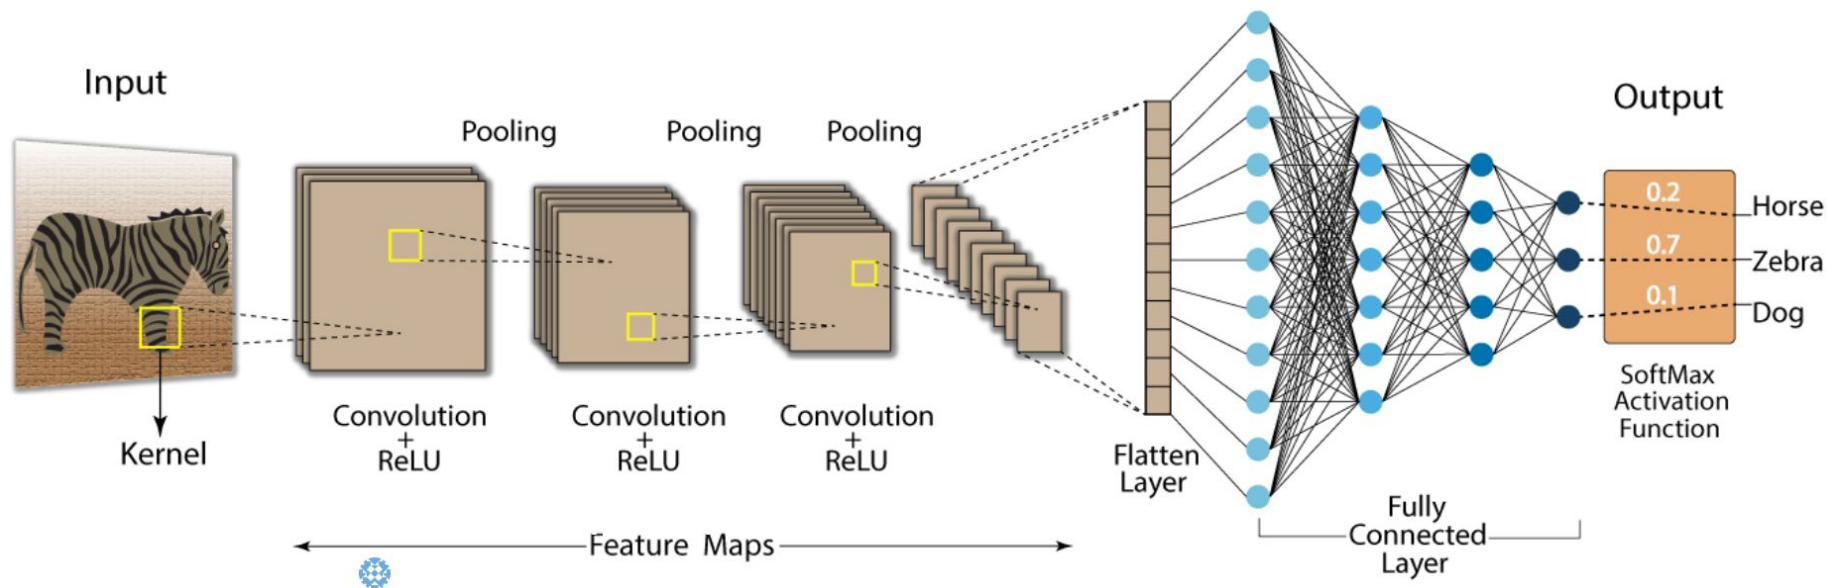 Input
Kernel
Pooling
Pooling
Pooling
Convolution
+
ReLU
Convolution
+
ReLU
Convolution
+
ReLU
Feature Maps
Flatten
Layer
Fully
Connected
Layer
Output
0.2
Horse
0.7
Zebra
0.1
Dog
SoftMax
Activation
Function